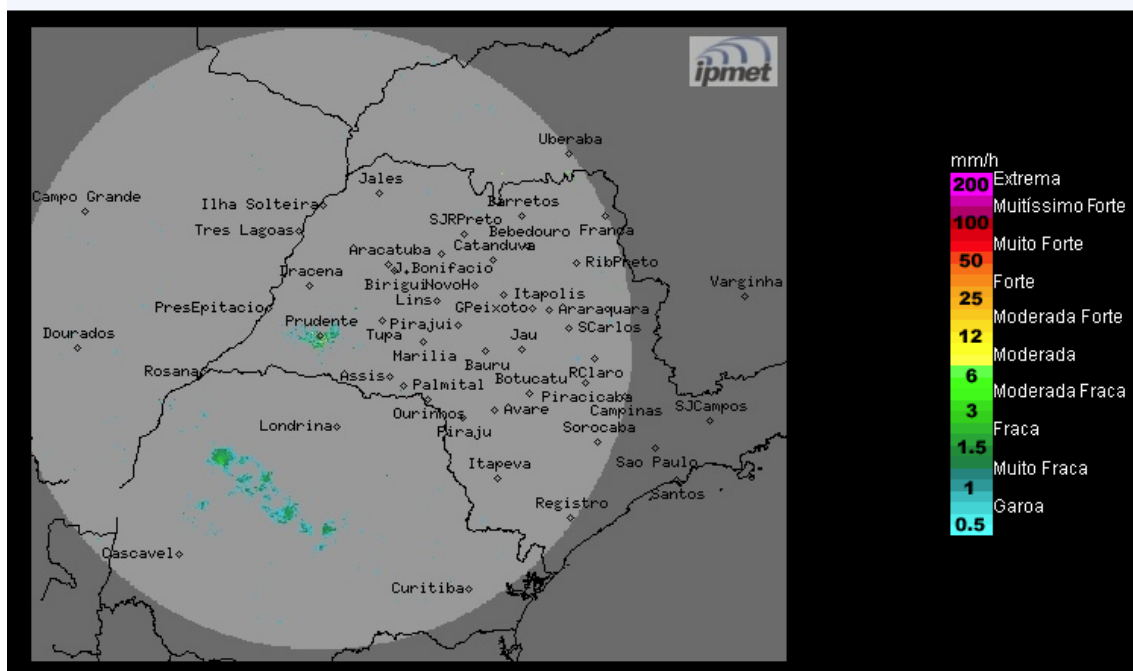 ipmet
Uberaba
Campo Grande
Jales
Ilha Solteira
Barretos
SJRPreto
Tres Lagoas
Bebedouro
Franca
Aracatuba
Catanduva
Dracena
J.Bonifacio
RibPreto
Varginha
Birigui
NovoH
Itapolis
PresEpitacio
Lins
GPeixoto
Araraquara
Prudente
Pirajui
SCarlos
Dourados
Tupa
Jau
Marilia
Bauru
Rosana
Assis
RClaro
Palmital
Botucatu
Piracicaba
Ourinhos
Avare
Campinas
SJCampos
Londrina
Piraju
Sorocaba
Itapeva
Sao Paulo
Santos
Registro
Cascavel
Curitiba
mm/h
200 Extrema
Muitíssimo Forte
100
Muito Forte
50
Forte
25
Moderada Forte
12
Moderada
6
Moderada Fraca
3
Fraca
1.5
Muito Fraca
1
Garoa
0.5